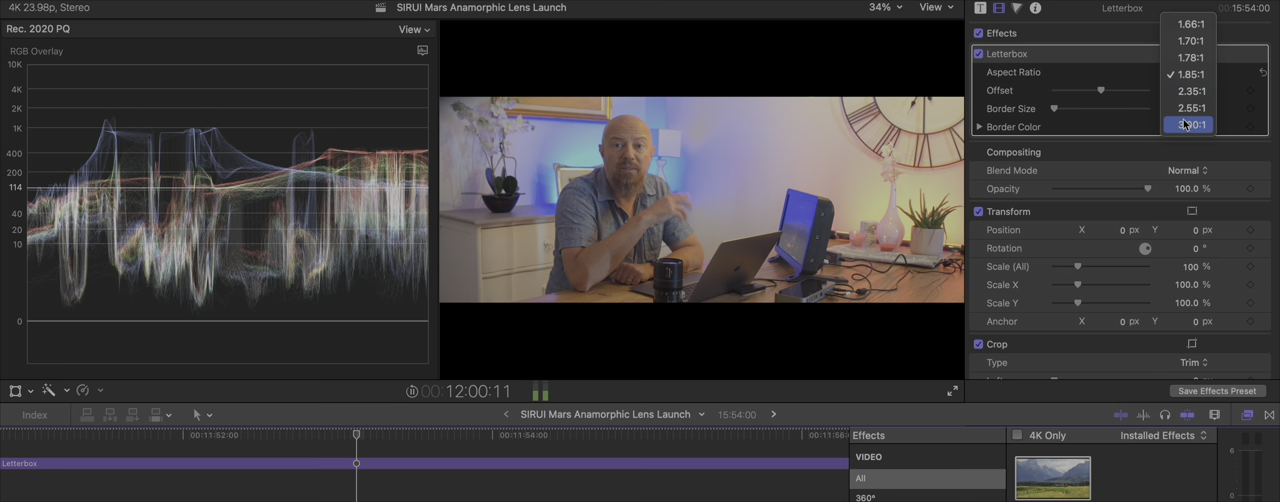 4K 23.98p, Stereo
SIRUI Mars Anamorphic Lens Launch
34%
View
Letterbox
15:54:00
Rec. 2020 PQ
View
RGB Overlay
10K
4K
2K
1K
400
200
114
40
20
10
0
Effects
Letterbox
Aspect Ratio
Offset
Border Size
Border Color
1.66:1
1.70:1
1.78:1
✓ 1.85:1
2.35:1
2.55:1
Compositing
Blend Mode Normal
Opacity 100.0 %
Transform
Position X 0 px Y 0 px
Rotation 0 °
Scale (All) 100 %
Scale X 100.0 %
Scale Y 100.0 %
Anchor X 0 px Y 0 px
Crop
Type Trim
Save Effects Preset
00:12:00:11
Index
SIRUI Mars Anamorphic Lens Launch
15:54:00
00:11:52:00
00:11:54:00
00:11:56:
Letterbox
Effects
4K Only
Installed Effects
VIDEO
All
360°
6
0